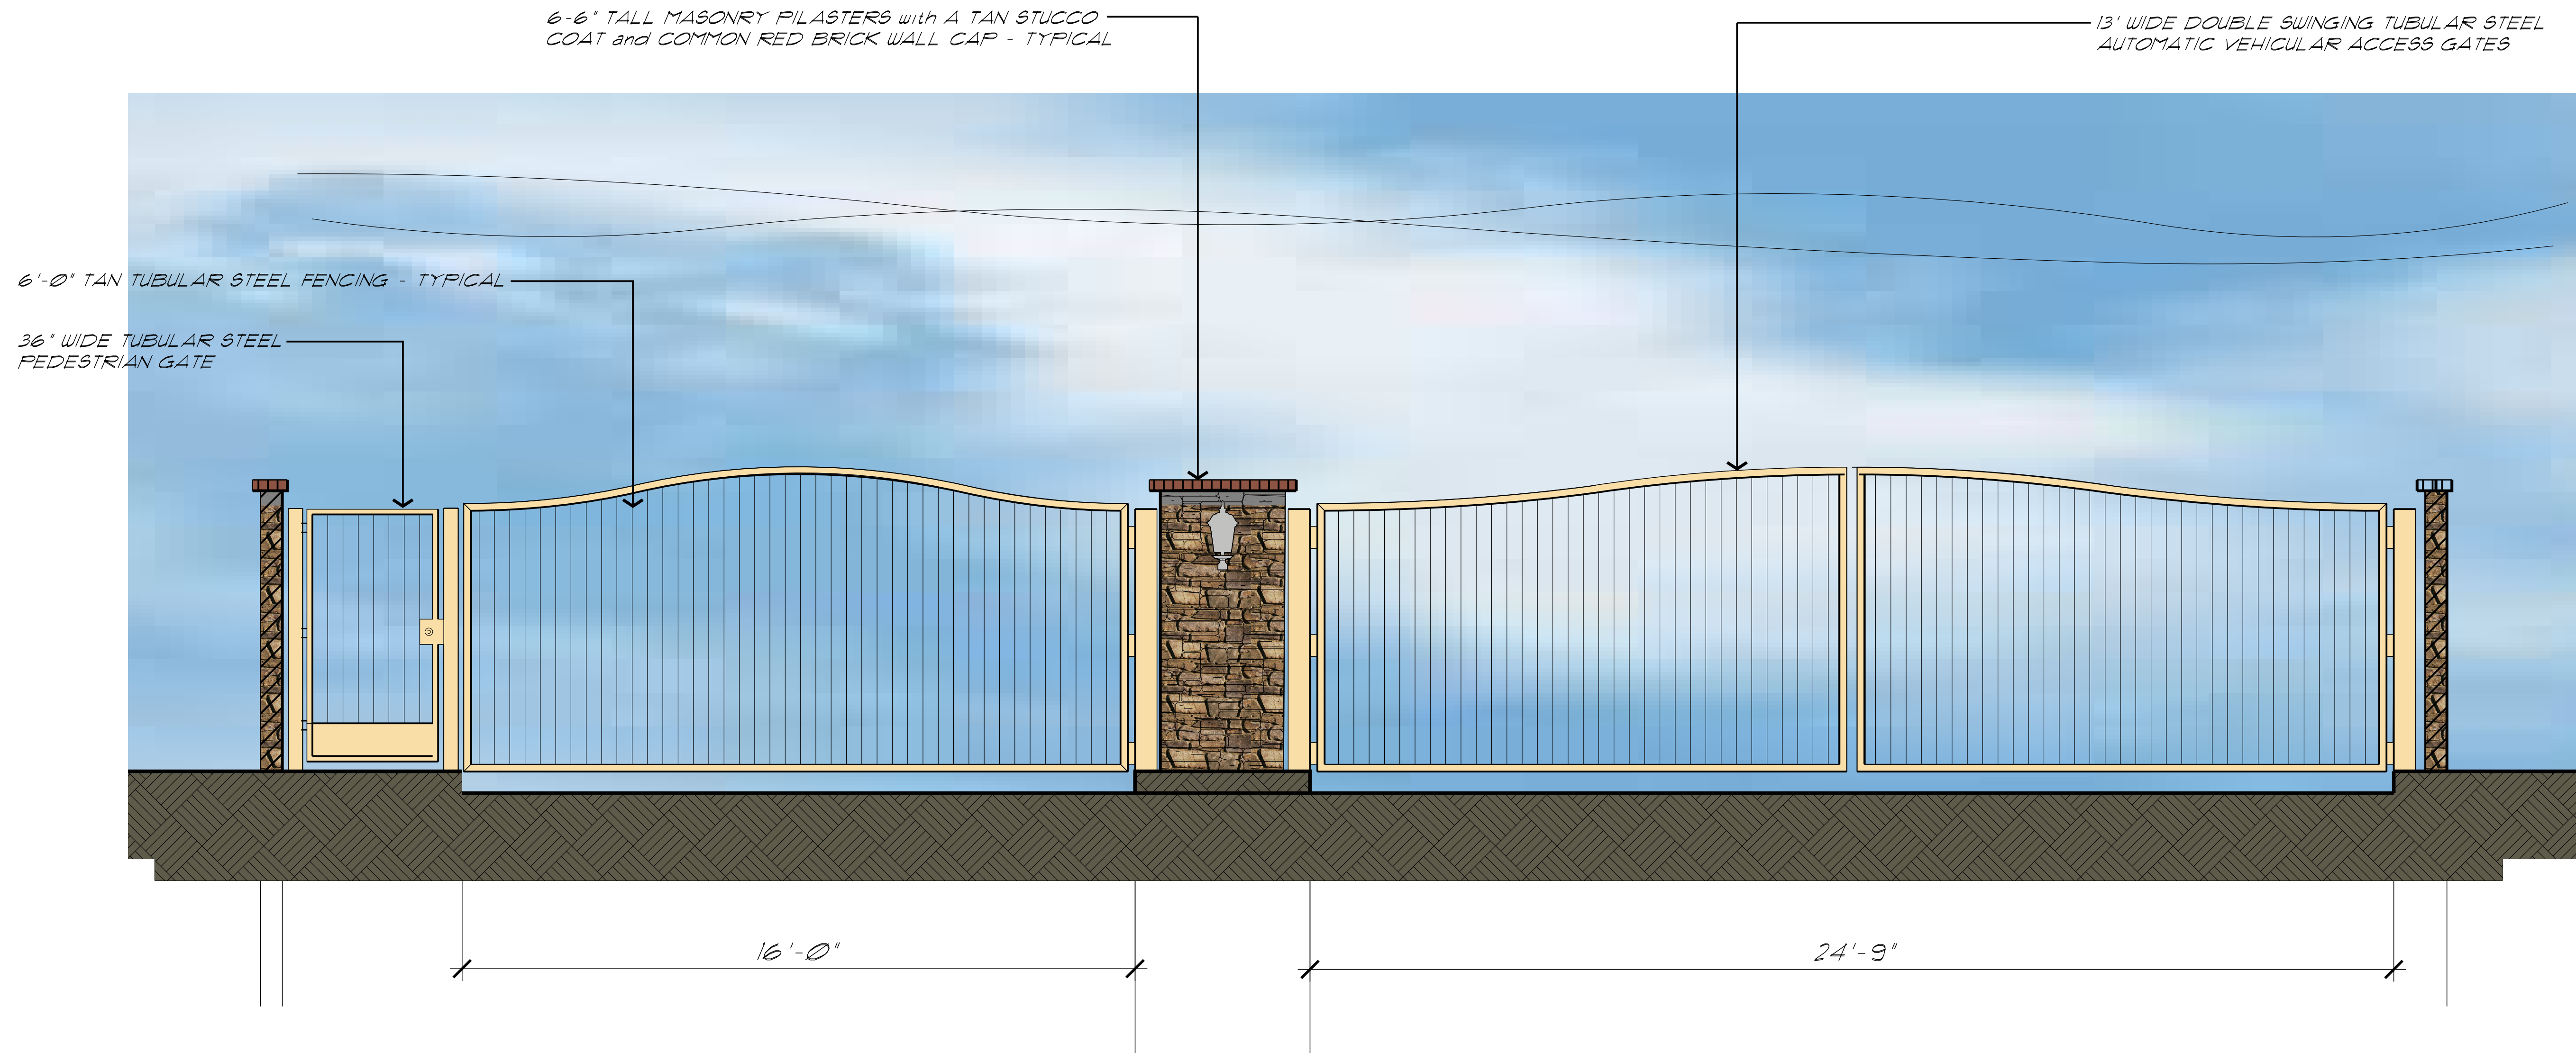 6-6" TALL MASONRY PILASTERS with A TAN STUCCO
COAT and COMMON RED BRICK WALL CAP - TYPICAL
13' WIDE DOUBLE SWINGING TUBULAR STEEL
AUTOMATIC VEHICULAR ACCESS GATES
6'-0" TAN TUBULAR STEEL FENCING - TYPICAL
36" WIDE TUBULAR STEEL
PEDESTRIAN GATE
16'-0"
24'-9"